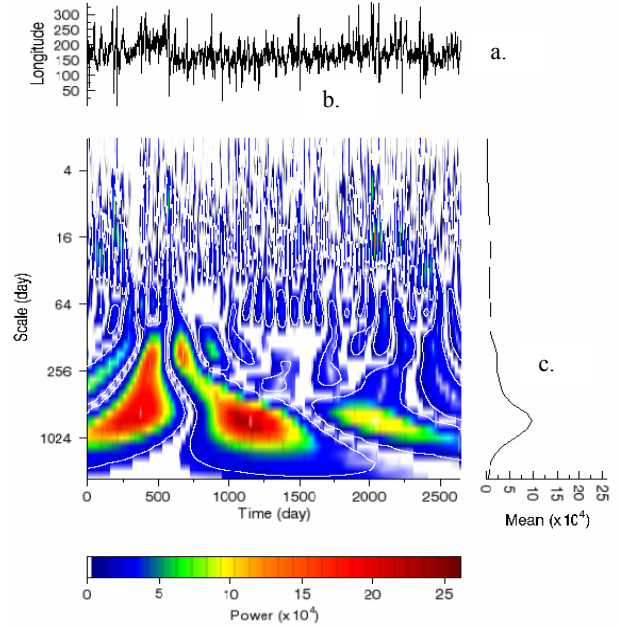 300
250
200
150
100
50
Longitude
a.
b.
4
16
64
256
1024
Scale (day)
0 500 1000 1500 2000 2500
Time (day)
c.
0 5 10 15 20 25
Mean (×10⁴)
0 5 10 15 20 25
Power (×10⁴)